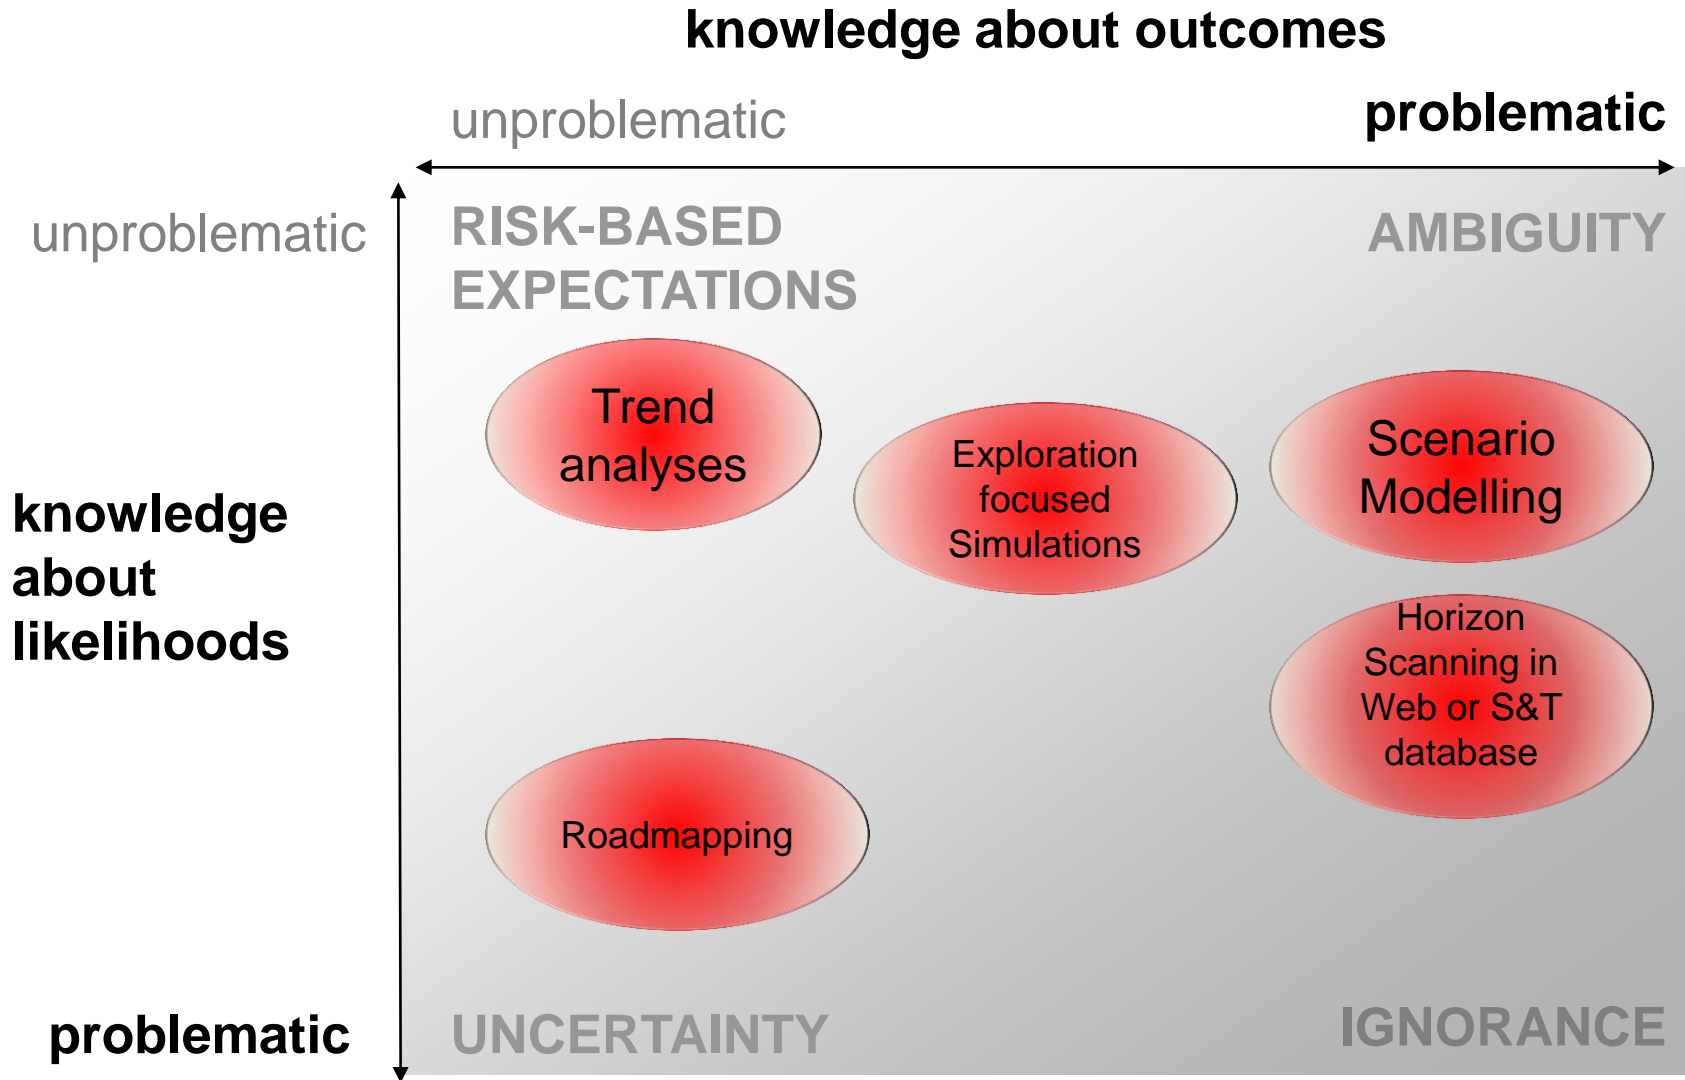 knowledge about outcomes
unproblematic
problematic
unproblematic
RISK-BASED
EXPECTATIONS
AMBIGUITY
Trend
analyses
Exploration
focused
Simulations
Scenario
Modelling
knowledge
about
likelihoods
Horizon
Scanning in
Web or S&T
database
Roadmapping
problematic
UNCERTAINTY
IGNORANCE